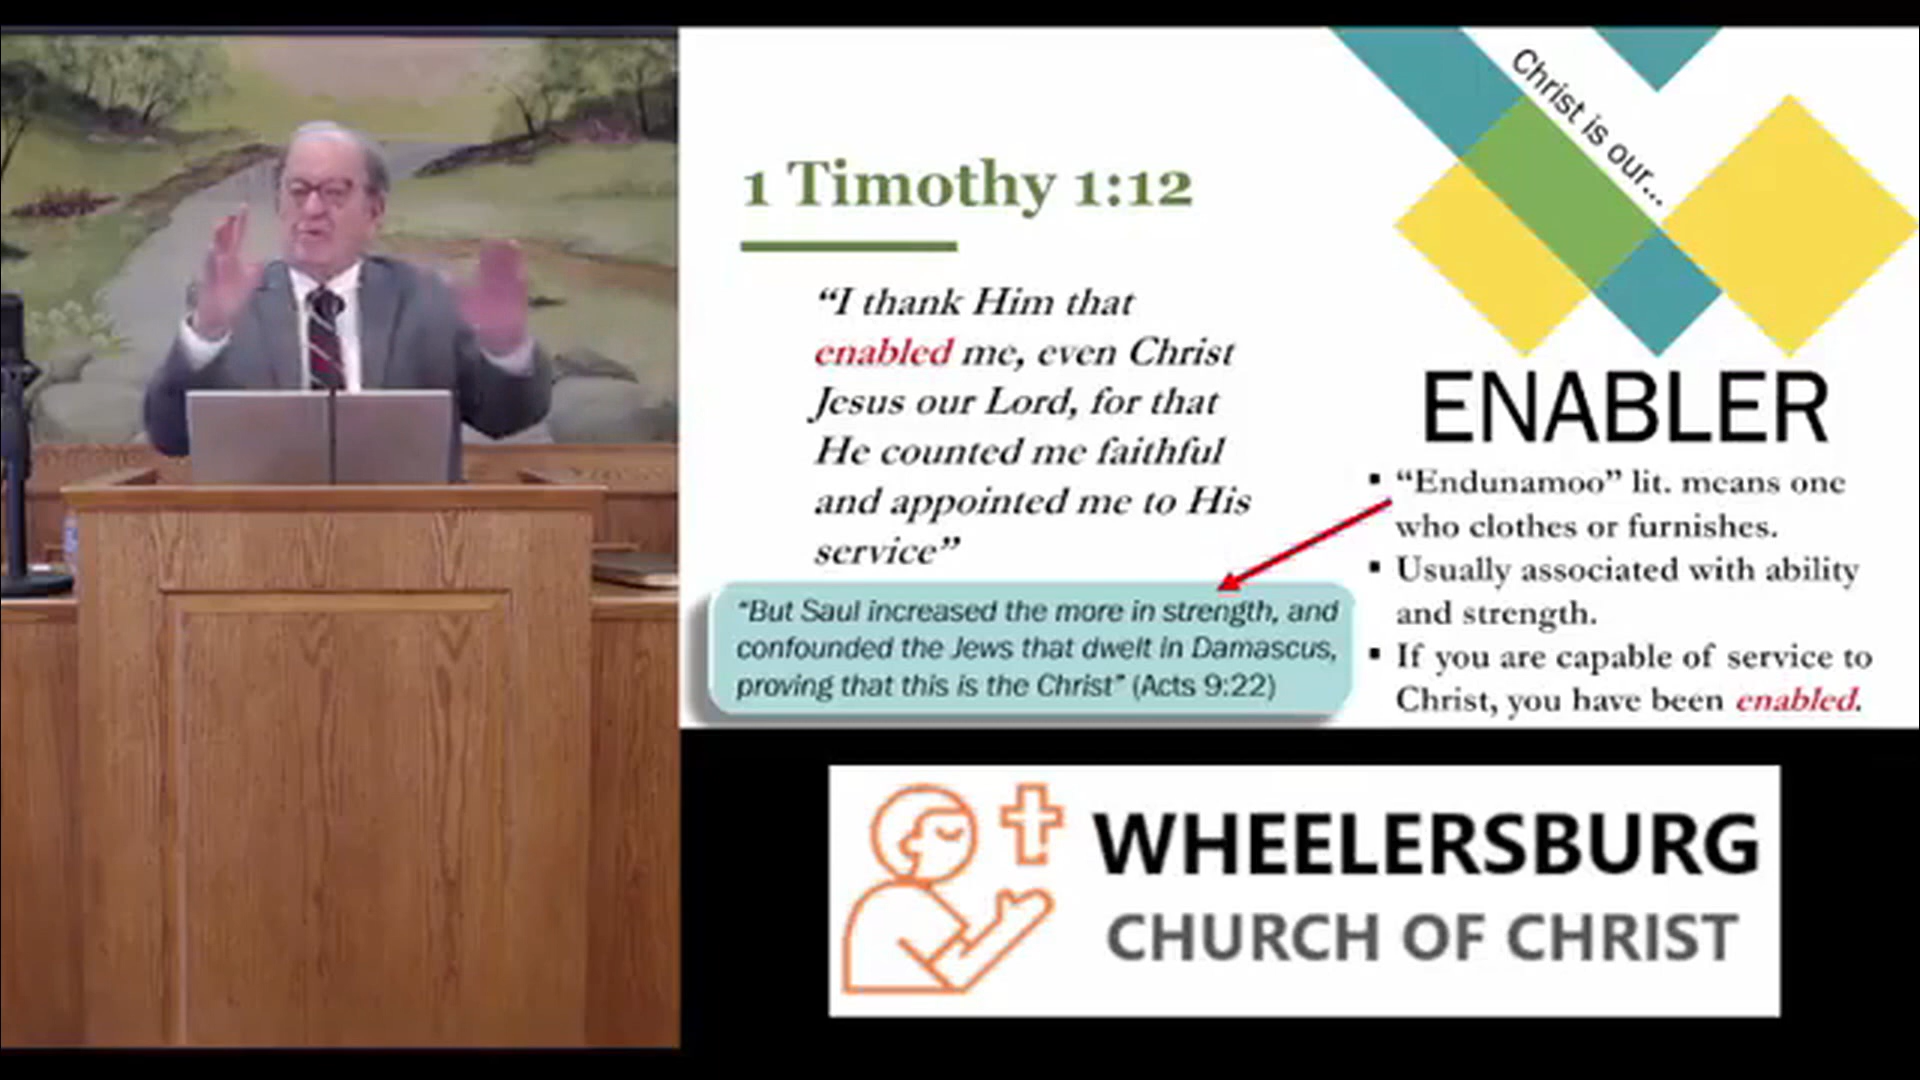 Christ is our...
1 Timothy 1:12
“I thank Him that
enabled me, even Christ
Jesus our Lord, for that
He counted me faithful
and appointed me to His
service”
“But Saul increased the more in strength, and
confounded the Jews that dwelt in Damascus,
proving that this is the Christ” (Acts 9:22)
ENABLER
▪ “Endunamoo” lit. means one
who clothes or furnishes.
▪ Usually associated with ability
and strength.
▪ If you are capable of service to
Christ, you have been enabled.
WHEELERSBURG
CHURCH OF CHRIST